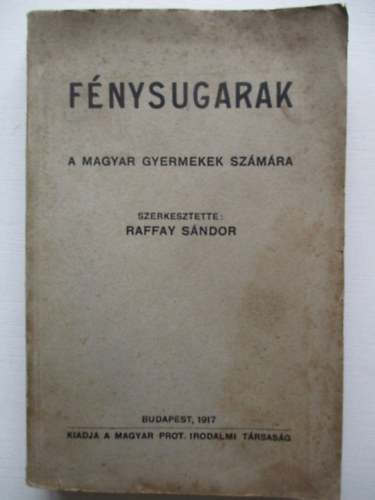 FÉNYSUGARAK
A MAGYAR GYERMEKEK SZÁMÁRA
SZERKESZTETTE:
RAFFAY SÁNDOR
BUDAPEST, 1917
KIADJA A MAGYAR PROT. IRODALMI TÁRSASÁG